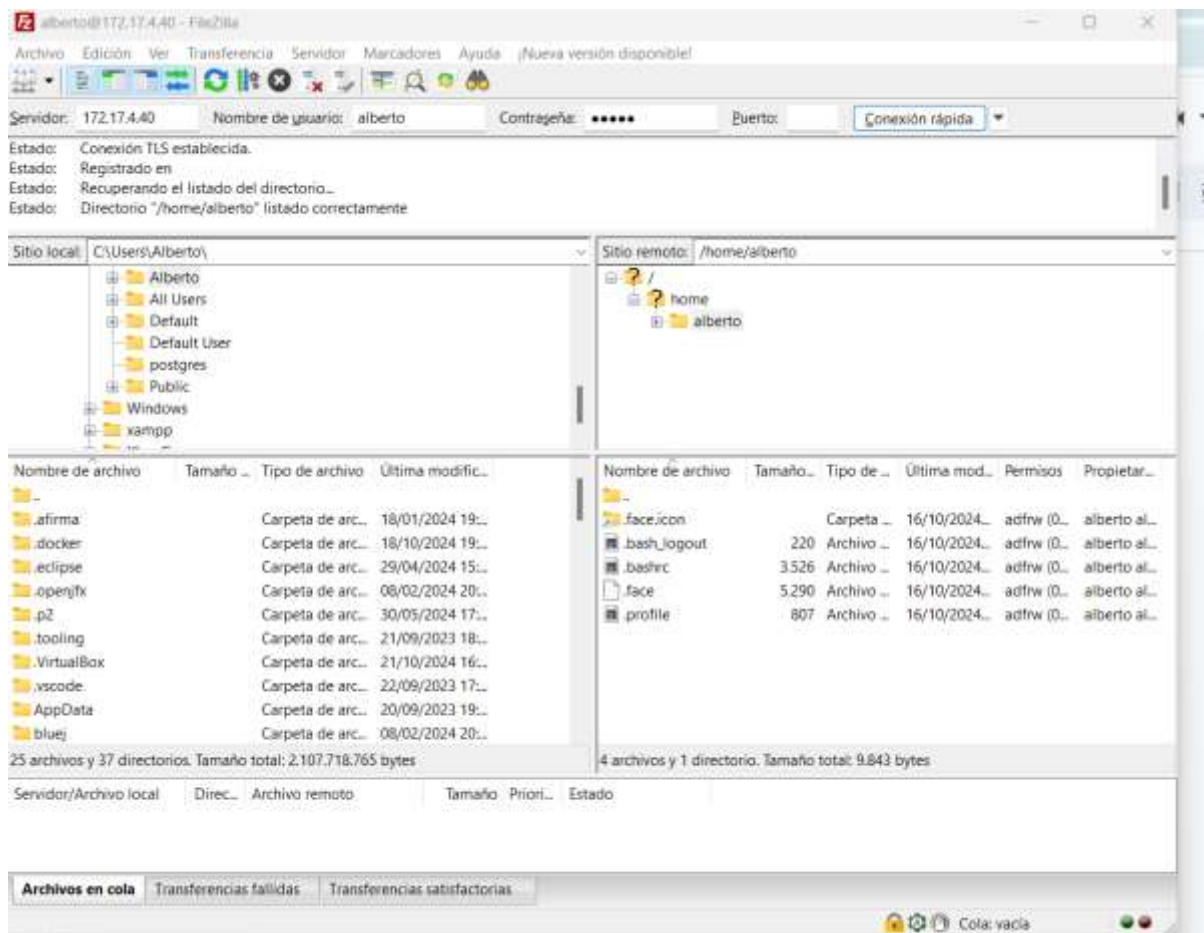 alberto@172.17.4.40 - FileZilla
Archivo Edición Ver Transferencia Servidor Marcadores Ayuda ¡Nueva versión disponible!
Servidor: 172.17.4.40 Nombre de usuario: alberto Contraseña: ●●●●● Puerto: Conexión rápida
Estado: Conexión TLS establecida.
Estado: Registrado en
Estado: Recuperando el listado del directorio...
Estado: Directorio "/home/alberto" listado correctamente
Sitio local: C:\Users\Alberto\
Alberto
All Users
Default
Default User
postgres
Public
Windows
xampp
Sitio remoto: /home/alberto
/
home
alberto
Nombre de archivo Tamaño ... Tipo de archivo Última modific...
..
.afirma Carpeta de arc... 18/01/2024 19:...
.docker Carpeta de arc... 18/10/2024 19:...
.eclipse Carpeta de arc... 29/04/2024 15:...
.openjfx Carpeta de arc... 08/02/2024 20:...
.p2 Carpeta de arc... 30/05/2024 17:...
.tooling Carpeta de arc... 21/09/2023 18:...
.VirtualBox Carpeta de arc... 21/10/2024 16:...
.vscode Carpeta de arc... 22/09/2023 17:...
AppData Carpeta de arc... 20/09/2023 19:...
bluej Carpeta de arc... 08/02/2024 20:...
25 archivos y 37 directorios. Tamaño total: 2.107.718.765 bytes
Nombre de archivo Tamaño... Tipo de ... Última mod... Permisos Propietar...
..
.face.icon Carpeta ... 16/10/2024... adfrw (0... alberto al...
.bash_logout 220 Archivo ... 16/10/2024... adfrw (0... alberto al...
.bashrc 3.526 Archivo ... 16/10/2024... adfrw (0... alberto al...
.face 5.290 Archivo ... 16/10/2024... adfrw (0... alberto al...
.profile 807 Archivo ... 16/10/2024... adfrw (0... alberto al...
4 archivos y 1 directorio. Tamaño total: 9.843 bytes
Servidor/Archivo local Direc... Archivo remoto Tamaño Priori... Estado
Archivos en cola Transferencias fallidas Transferencias satisfactorias
Cola: vacía